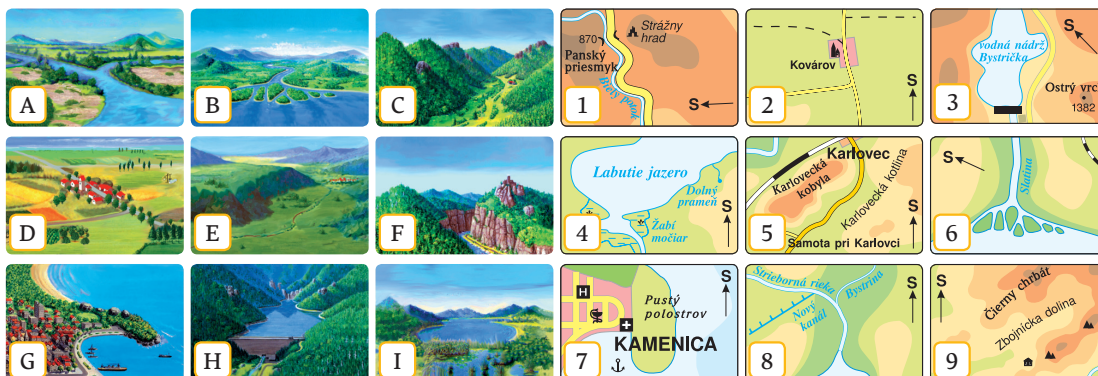 A
B
C
D
E
F
G
H
I
870
Strážny
hrad
Panský
priesmyk
Biely potok
S
1
Kovárov
S
2
S
vodná nádrž
Bystrička
Ostrý vrc
1382
3
Labutie jazero
Dolný
prameň
Žabí
močiar
S
4
Karlovec
Karlovecká
kobyla
Karlovecká kotlina
Samota pri Karlovci
S
5
S
Slatina
6
H
Pustý
polostrov
KAMENICA
S
7
Strieborná rieka
Bystrina
Nový
kanál
S
8
S
Čierny chrbát
Zbojnícka dolina
9